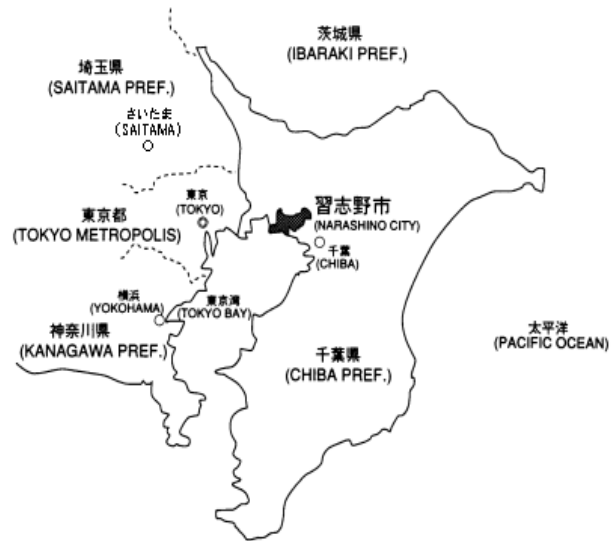 茨城県
(IBARAKI PREF.)
埼玉県
(SAITAMA PREF.)
さいたま
(SAITAMA)
東京
(TOKYO)
習志野市
(NARASHINO CITY)
東京都
(TOKYO METROPOLIS)
千葉
(CHIBA)
横浜
(YOKOHAMA)
東京湾
(TOKYO BAY)
神奈川県
(KANAGAWA PREF.)
千葉県
(CHIBA PREF.)
太平洋
(PACIFIC OCEAN)